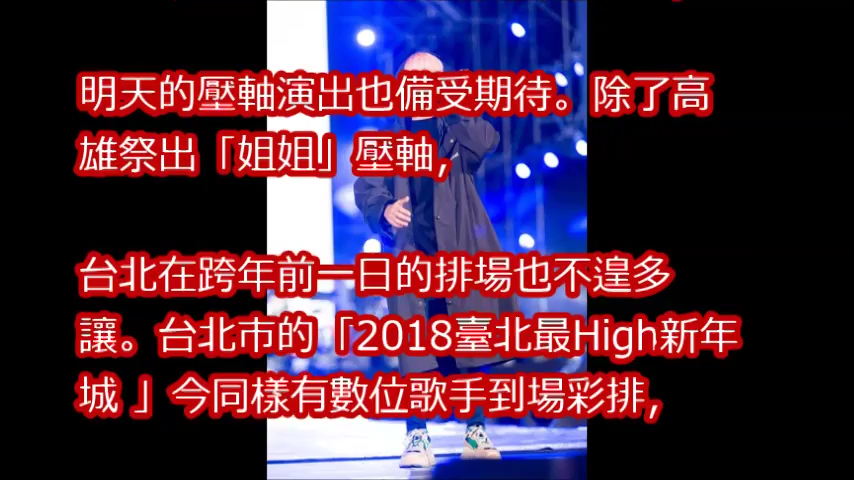 明天的壓軸演出也備受期待。除了高
雄祭出「姐姐」壓軸，
台北在跨年前一日的排場也不遑多
讓。台北市的「2018臺北最High新年
城 」今同樣有數位歌手到場彩排，